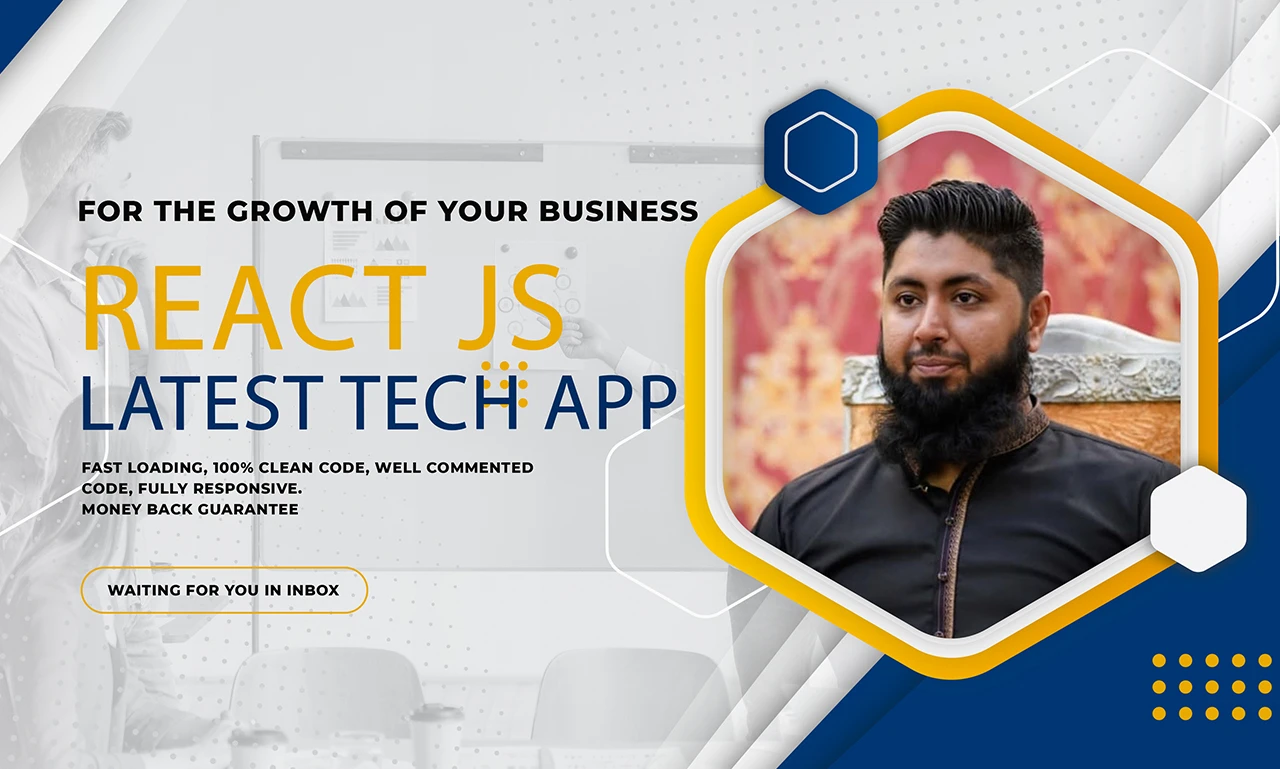 FOR THE GROWTH OF YOUR BUSINESS
REACT JS
LATEST TECH APP
FAST LOADING, 100% CLEAN CODE, WELL COMMENTED
CODE, FULLY RESPONSIVE.
MONEY BACK GUARANTEE
WAITING FOR YOU IN INBOX